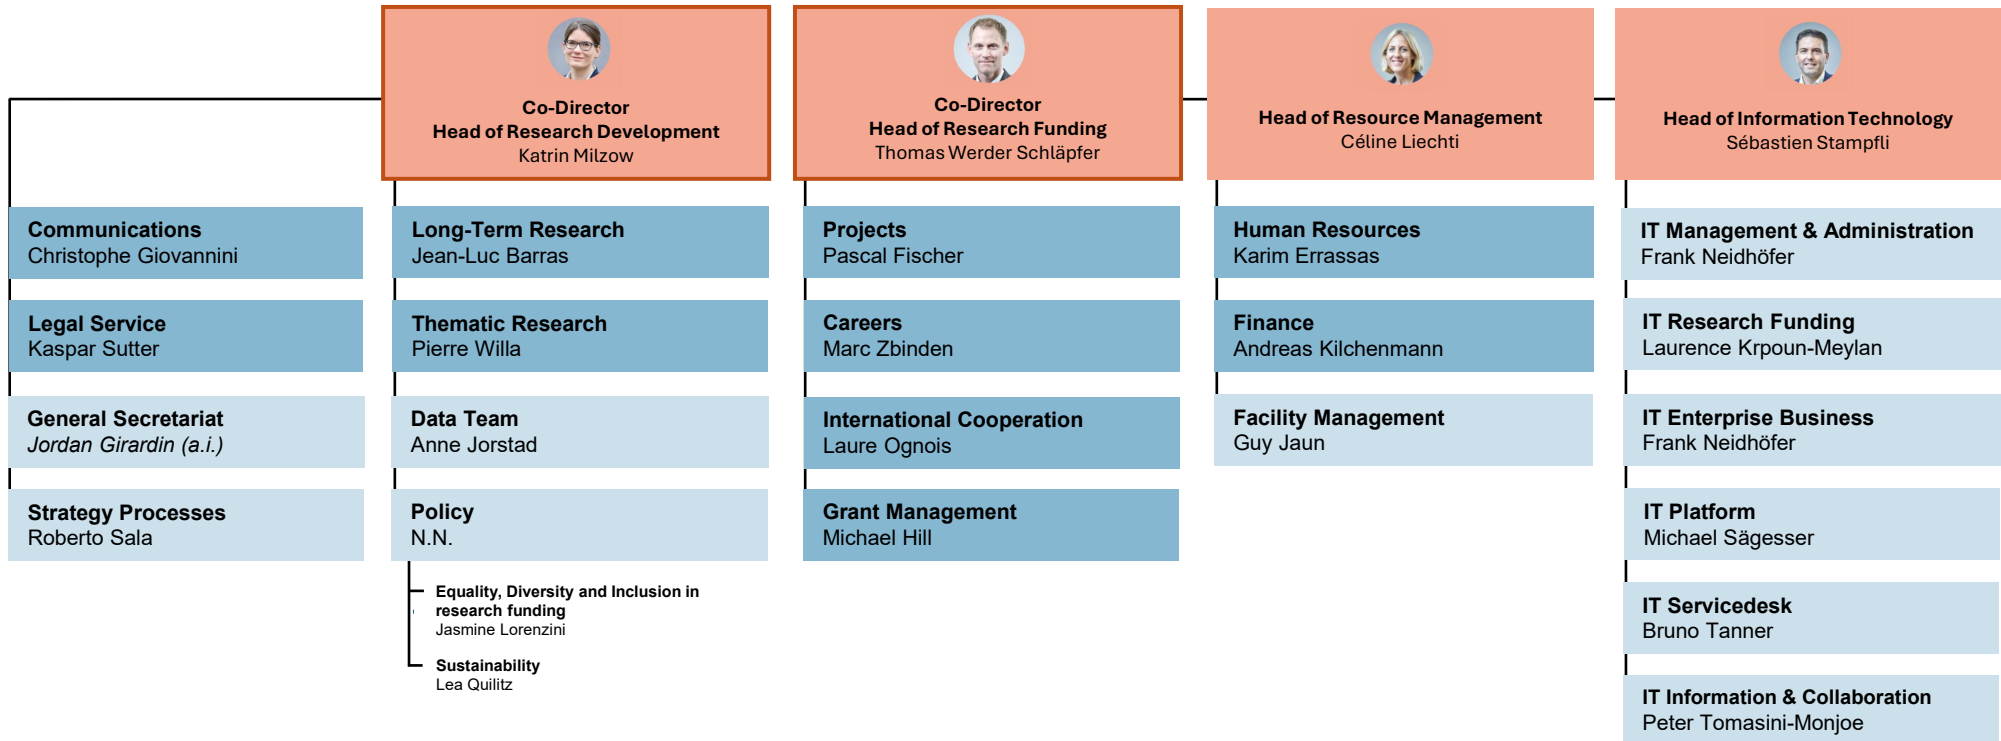 Co-Director
Head of Research Development
Katrin Milzow
Co-Director
Head of Research Funding
Thomas Werder Schläpfer
Head of Resource Management
Céline Liechti
Head of Information Technology
Sébastien Stampfli
Communications
Christophe Giovannini
Legal Service
Kaspar Sutter
General Secretariat
Jordan Girardin (a.i.)
Strategy Processes
Roberto Sala
Long-Term Research
Jean-Luc Barras
Thematic Research
Pierre Willa
Data Team
Anne Jorstad
Policy
N.N.
Equality, Diversity and Inclusion in
research funding
Jasmine Lorenzini
Sustainability
Lea Quilitz
Projects
Pascal Fischer
Careers
Marc Zbinden
International Cooperation
Laure Ognois
Grant Management
Michael Hill
Human Resources
Karim Errassas
Finance
Andreas Kilchenmann
Facility Management
Guy Jaun
IT Management & Administration
Frank Neidhöfer
IT Research Funding
Laurence Krpoun-Meylan
IT Enterprise Business
Frank Neidhöfer
IT Platform
Michael Sägesser
IT Servicedesk
Bruno Tanner
IT Information & Collaboration
Peter Tomasini-Monjoe